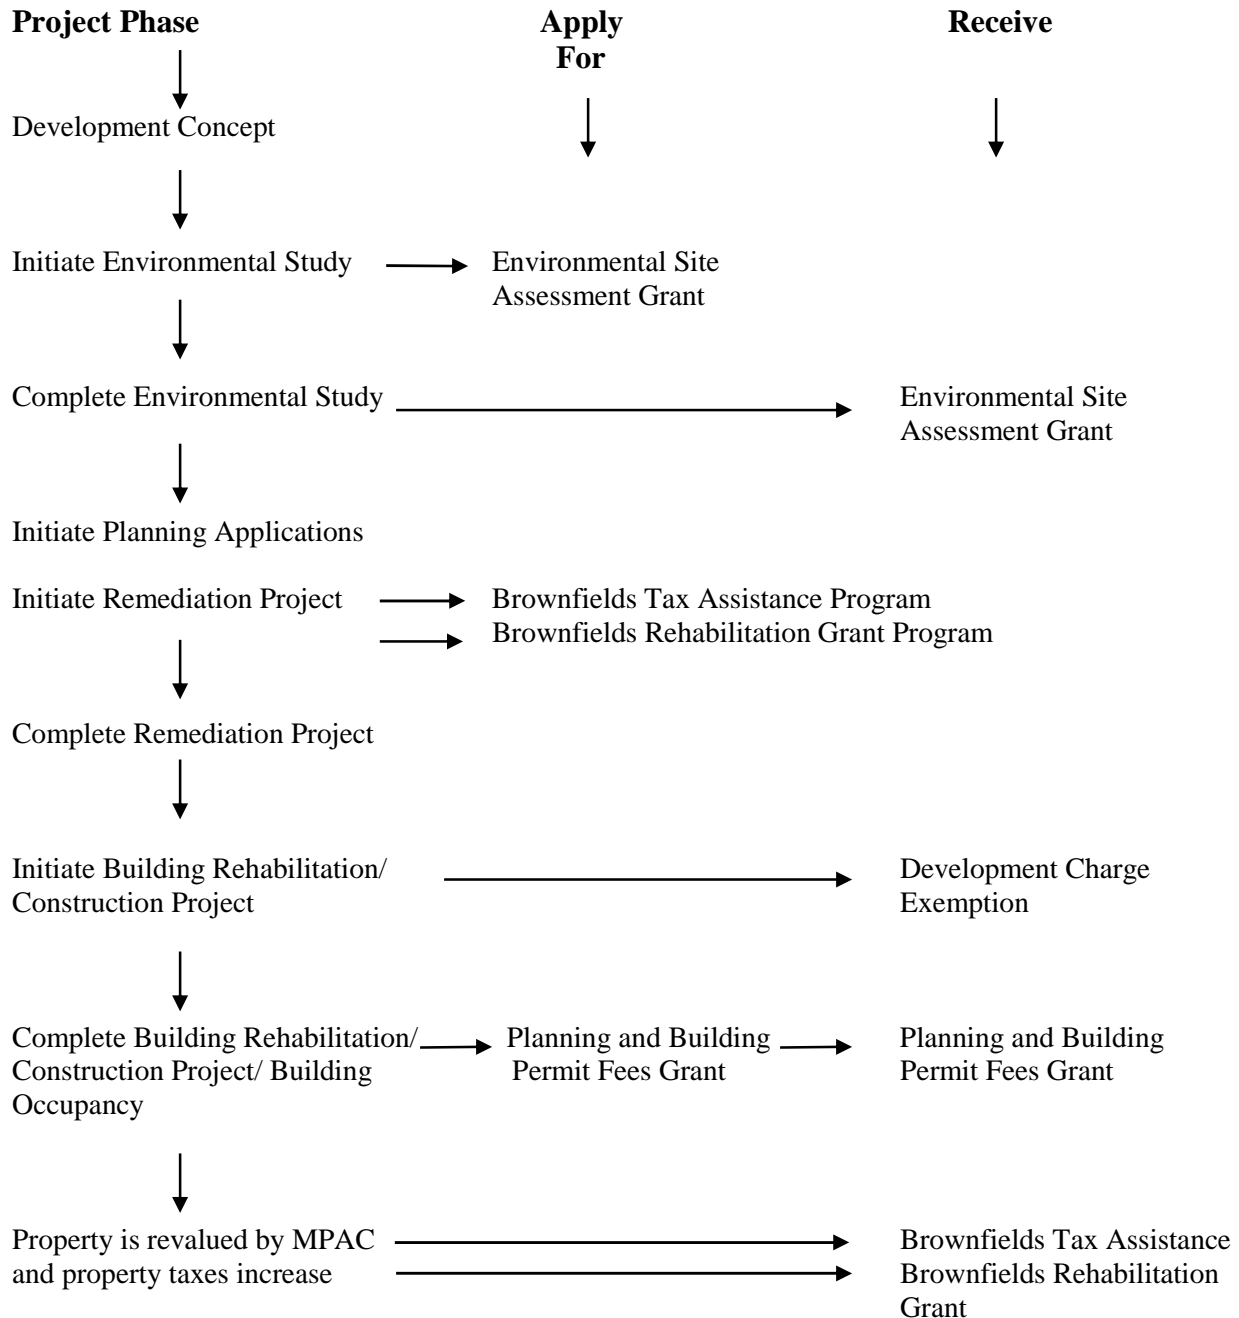 Project Phase
Apply
For
Receive
Development Concept
Initiate Environmental Study
Environmental Site
Assessment Grant
Complete Environmental Study
Environmental Site
Assessment Grant
Initiate Planning Applications
Initiate Remediation Project
Brownfields Tax Assistance Program
Brownfields Rehabilitation Grant Program
Complete Remediation Project
Initiate Building Rehabilitation/
Construction Project
Development Charge
Exemption
Complete Building Rehabilitation/
Construction Project/ Building
Occupancy
Planning and Building
Permit Fees Grant
Planning and Building
Permit Fees Grant
Property is revalued by MPAC
and property taxes increase
Brownfields Tax Assistance
Brownfields Rehabilitation
Grant